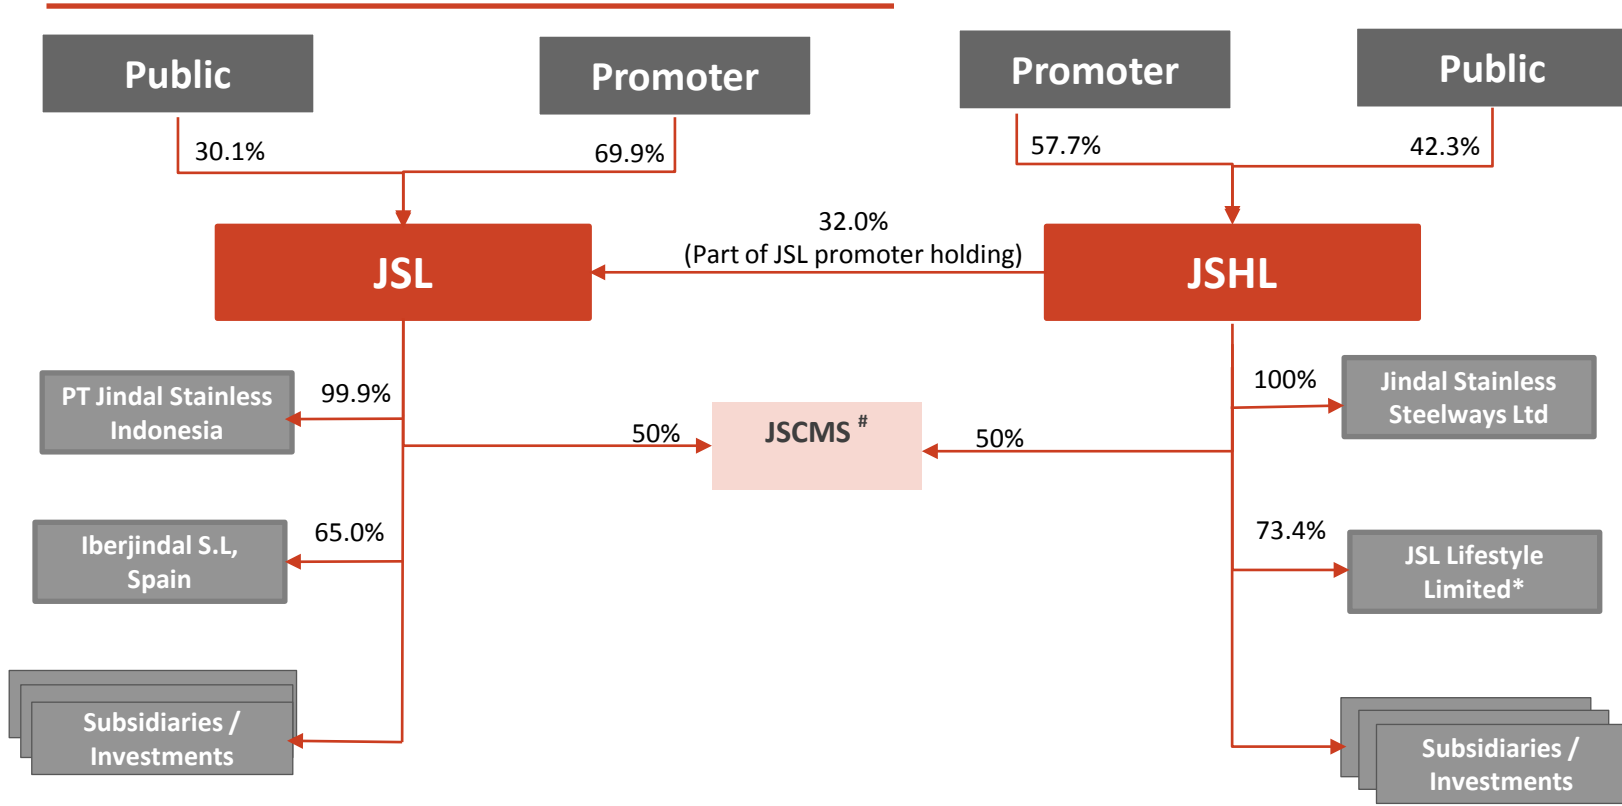 Public
Promoter
Promoter
Public
30.1%
69.9%
57.7%
42.3%
32.0%
(Part of JSL promoter holding)
JSL
JSHL
PT Jindal Stainless
Indonesia
99.9%
50%
JSCMS #
50%
100%
Jindal Stainless
Steelways Ltd
Iberjindal S.L,
Spain
65.0%
73.4%
JSL Lifestyle
Limited*
Subsidiaries /
Investments
Subsidiaries /
Investments